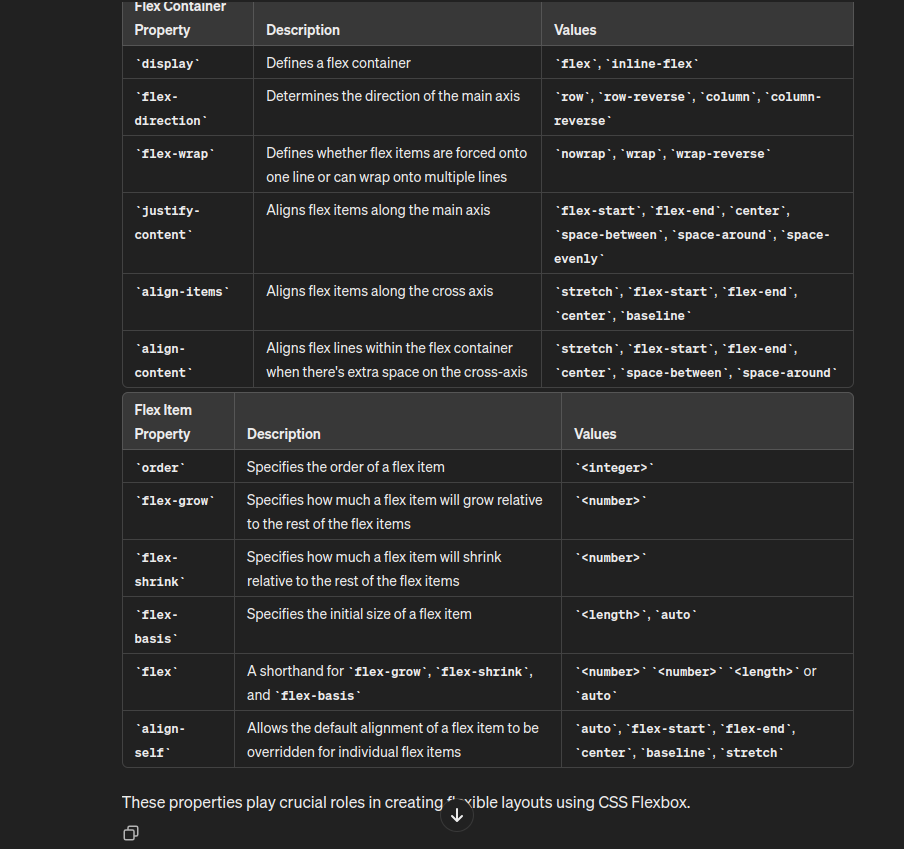 Flex Container
Property Description Values
`display` Defines a flex container `flex`, `inline-flex`
`flex- Determines the direction of the main axis `row`, `row-reverse`, `column`, `column-
direction` reverse`
`flex-wrap` Defines whether flex items are forced onto `nowrap`, `wrap`, `wrap-reverse`
one line or can wrap onto multiple lines
`justify- Aligns flex items along the main axis `flex-start`, `flex-end`, `center`,
content` `space-between`, `space-around`, `space-
evenly`
`align-items` Aligns flex items along the cross axis `stretch`, `flex-start`, `flex-end`,
`center`, `baseline`
`align- Aligns flex lines within the flex container `stretch`, `flex-start`, `flex-end`,
content` when there's extra space on the cross-axis `center`, `space-between`, `space-around`
Flex Item
Property Description Values
`order` Specifies the order of a flex item `<integer>`
`flex-grow` Specifies how much a flex item will grow relative `<number>`
to the rest of the flex items
`flex- Specifies how much a flex item will shrink `<number>`
shrink` relative to the rest of the flex items
`flex- Specifies the initial size of a flex item `<length>`, `auto`
basis`
`flex` A shorthand for `flex-grow`, `flex-shrink`, `<number>` `<number>` `<length>` or
and `flex-basis` `auto`
`align- Allows the default alignment of a flex item to be `auto`, `flex-start`, `flex-end`,
self` overridden for individual flex items `center`, `baseline`, `stretch`
These properties play crucial roles in creating flexible layouts using CSS Flexbox.